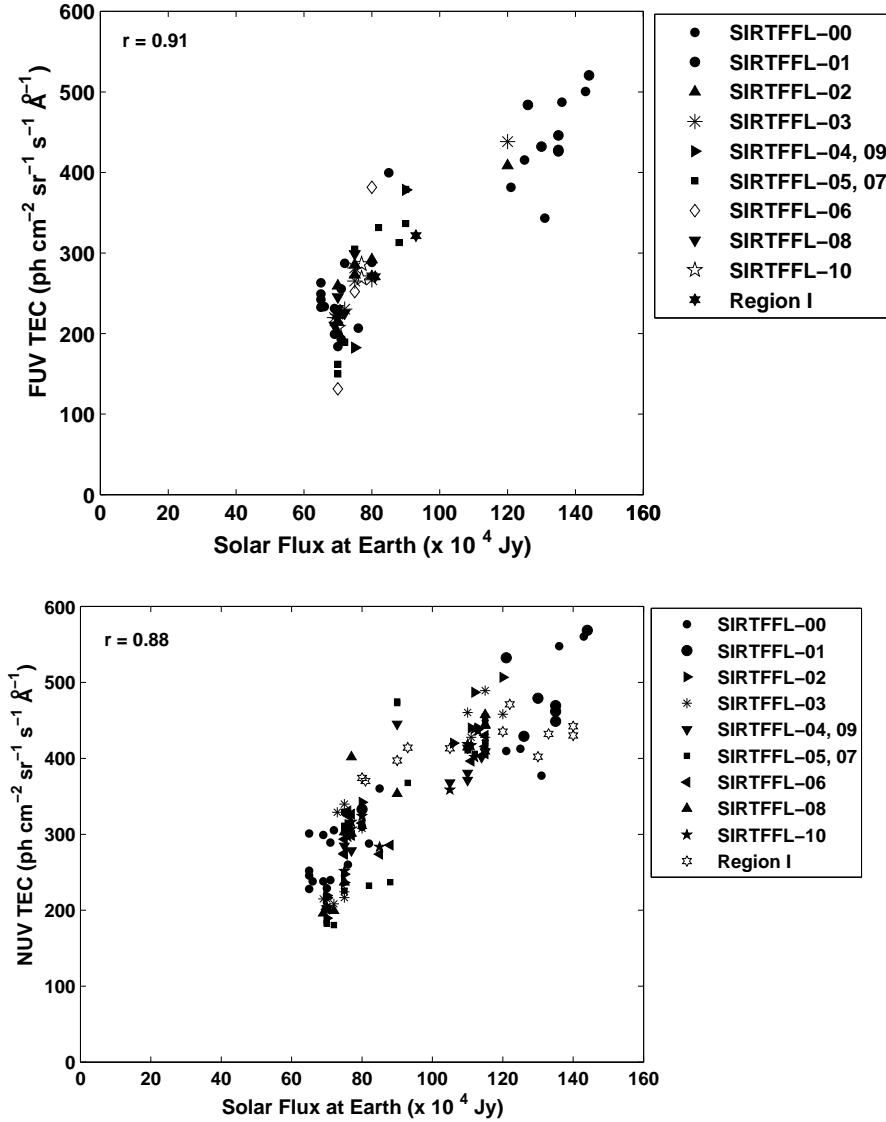 r = 0.91
FUV TEC (ph cm−2 sr−1 s−1 Å−1)
600
500
400
300
200
100
0
0 20 40 60 80 100 120 140 160
Solar Flux at Earth (x 10 4 Jy)
SIRTFFL−00
SIRTFFL−01
SIRTFFL−02
SIRTFFL−03
SIRTFFL−04, 09
SIRTFFL−05, 07
SIRTFFL−06
SIRTFFL−08
SIRTFFL−10
Region I
r = 0.88
NUV TEC (ph cm−2 sr−1 s−1 Å−1)
600
500
400
300
200
100
0
0 20 40 60 80 100 120 140 160
Solar Flux at Earth (x 10 4 Jy)
SIRTFFL−00
SIRTFFL−01
SIRTFFL−02
SIRTFFL−03
SIRTFFL−04, 09
SIRTFFL−05, 07
SIRTFFL−06
SIRTFFL−08
SIRTFFL−10
Region I